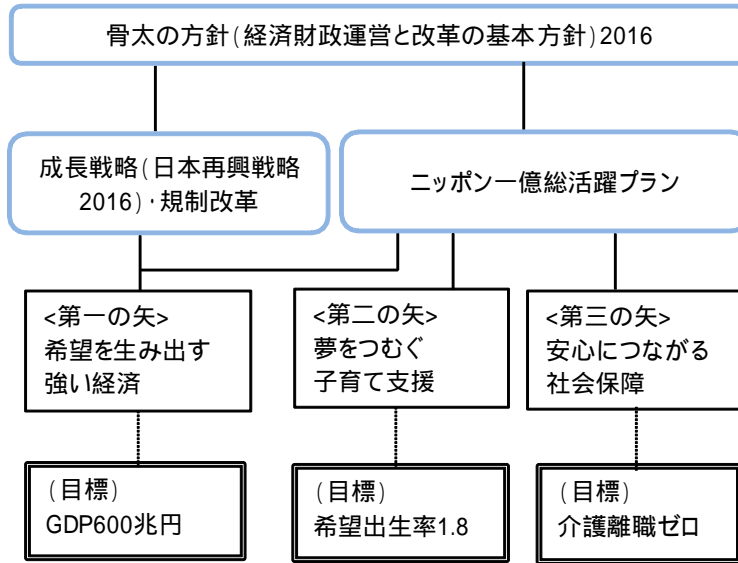 骨太の方針(経済財政運営と改革の基本方針)2016
成長戦略(日本再興戦略
2016)・規制改革
ニッポン一億総活躍プラン
<第一の矢>
希望を生み出す
強い経済
<第二の矢>
夢をつむぐ
子育て支援
<第三の矢>
安心につながる
社会保障
(目標)
GDP600兆円
(目標)
希望出生率1.8
(目標)
介護離職ゼロ